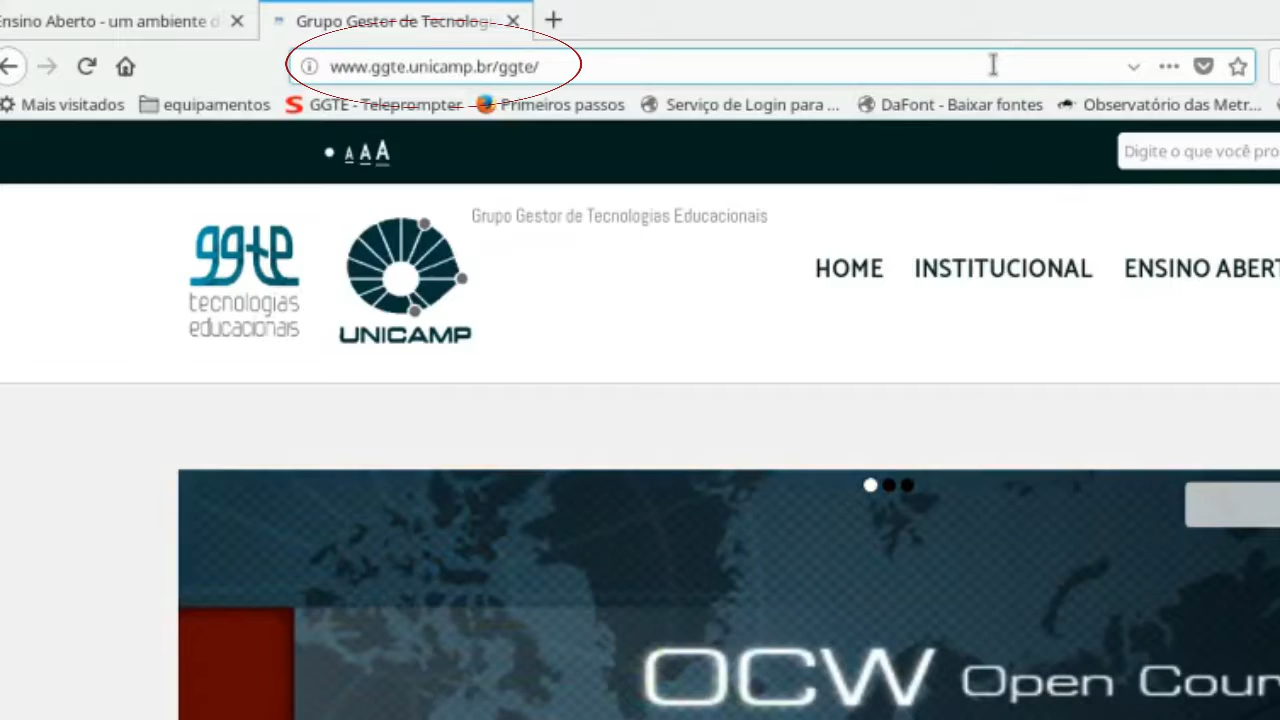 Ensino Aberto - um ambiente d
Grupo Gestor de Tecnologi
www.ggte.unicamp.br/ggte/
Mais visitados equipamentos GGTE - Teleprompter Primeiros passos Serviço de Login para ... DaFont - Baixar fontes Observatório das Metr...
A A A
Digite o que você pro
Grupo Gestor de Tecnologias Educacionais
ggte
tecnologias
educacionais
UNICAMP
HOME INSTITUCIONAL ENSINO ABERT
OCW Open Cour